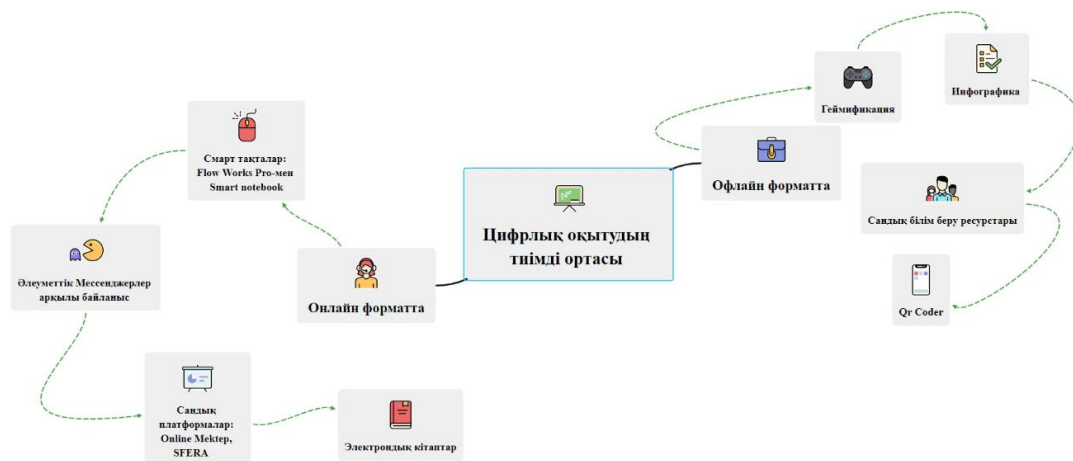 Геймификация
Инфографика
Смарт тақталар:
Flow Works Pro-мен
Smart notebook
Офлайн форматта
Сандық білім беру ресурстары
Цифрлық оқытудың
тиімді ортасы
Әлеуметтік Мессенджерлер
арқылы байланыс
Онлайн форматта
Qr Coder
Сандық
платформалар:
Online Mektep,
SFERA
Электрондық кітаптар